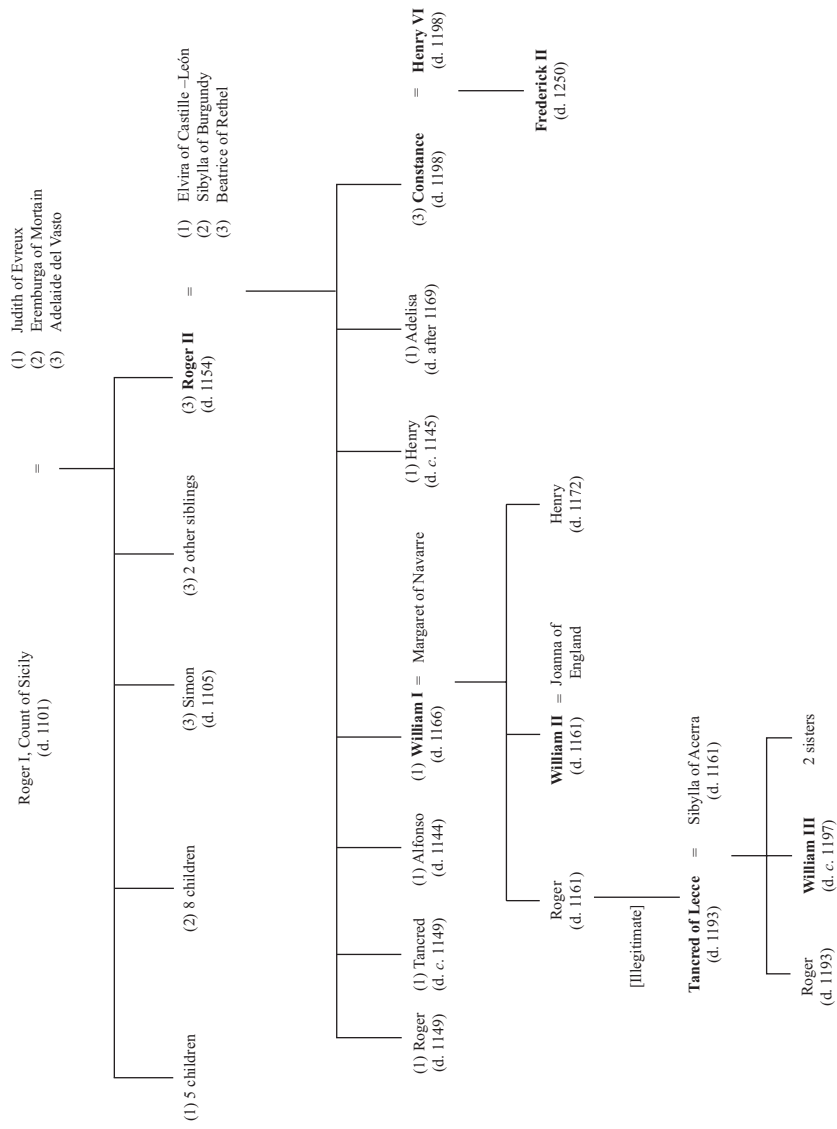 Roger I, Count of Sicily
(d. 1101)
=
(1) Judith of Evreux
(2) Eremburga of Mortain
(3) Adelaide del Vasto
(1) 5 children
(2) 8 children
(3) Simon
(d. 1105)
(3) 2 other siblings
(3) Roger II
(d. 1154)
=
(1) Elvira of Castille –León
(2) Sibylla of Burgundy
(3) Beatrice of Rethel
(1) Roger
(d. 1149)
(1) Tancred
(d. c. 1149)
(1) Alfonso
(d. 1144)
(1) William I
(d. 1166)
= Margaret of Navarre
(1) Henry
(d. c. 1145)
(1) Adelisa
(d. after 1169)
(3) Constance
(d. 1198)
=
Henry VI
(d. 1198)
Roger
(d. 1161)
William II
(d. 1161)
= Joanna of
England
Henry
(d. 1172)
Frederick II
(d. 1250)
[Illegitimate]
Tancred of Lecce
(d. 1193)
=
Sibylla of Acerra
(d. 1161)
Roger
(d. 1193)
William III
(d. c. 1197)
2 sisters